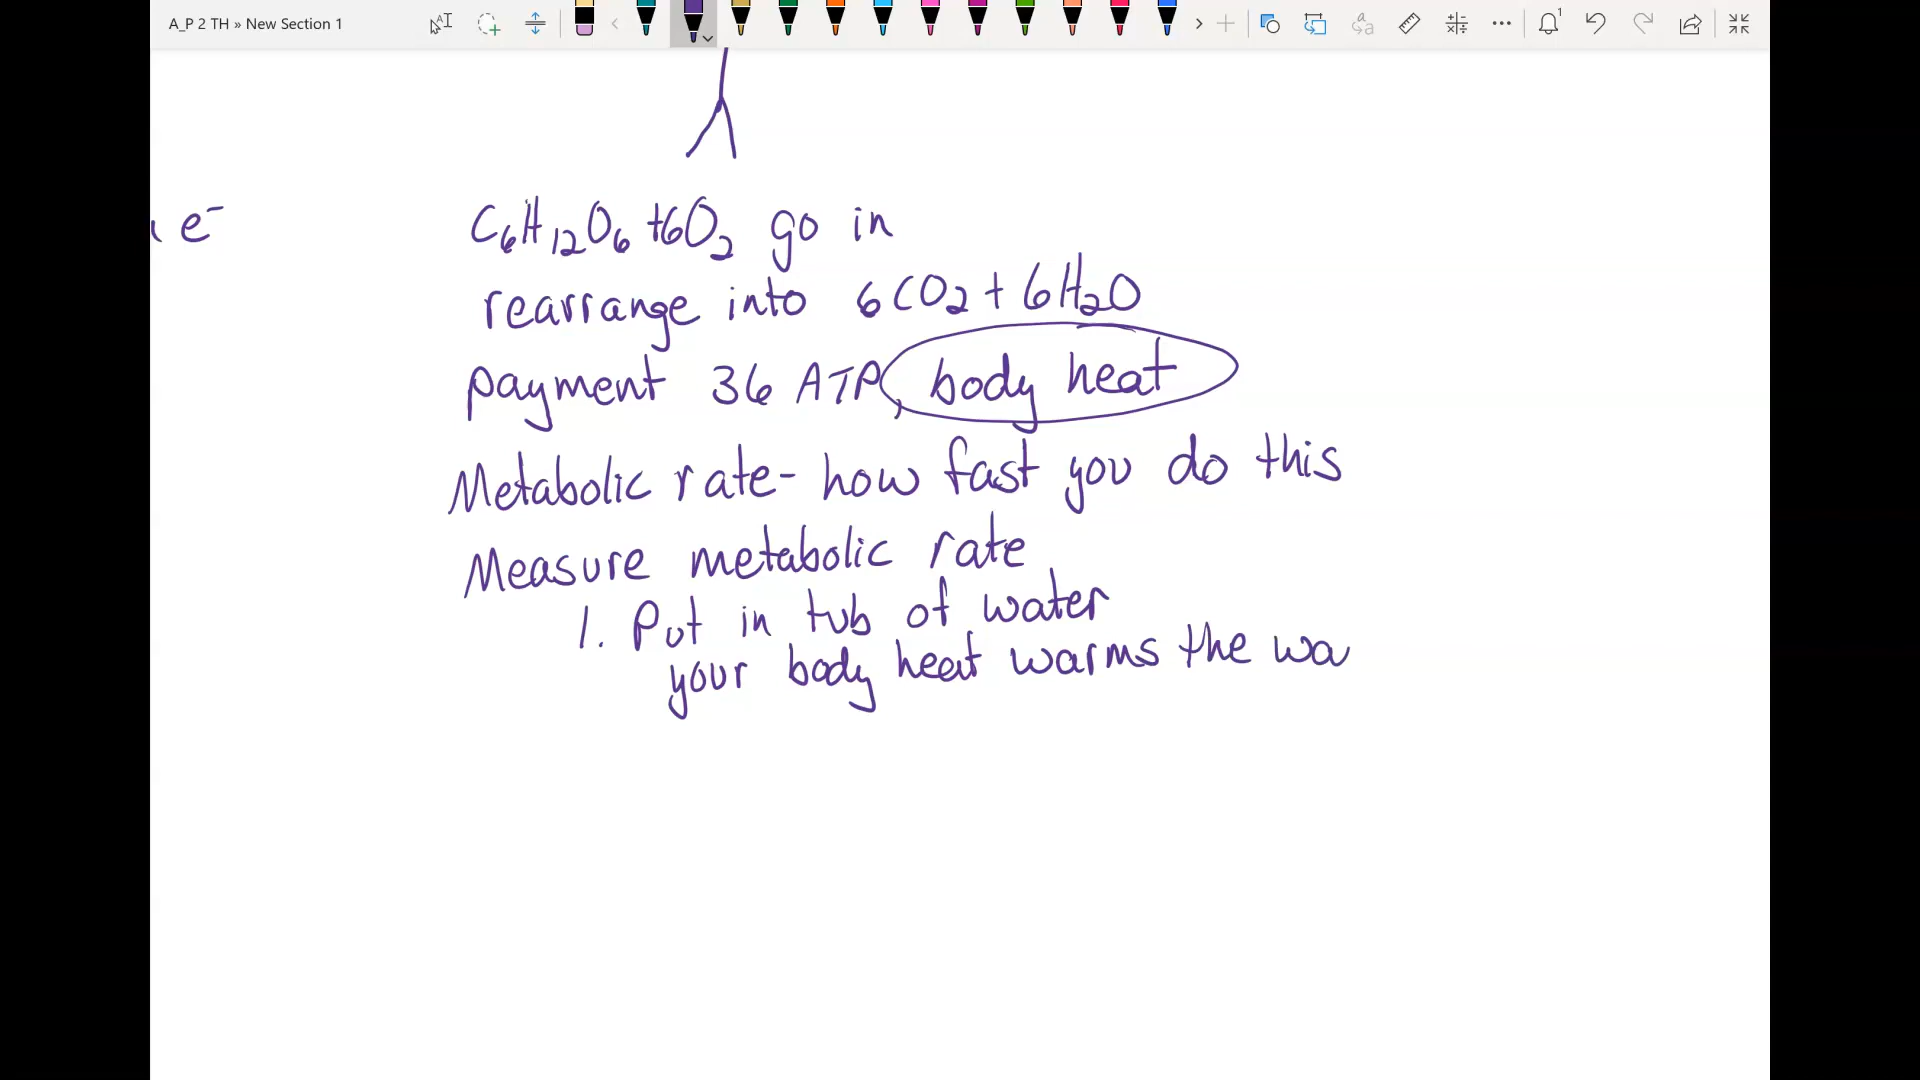 A_P 2 TH » New Section 1
e⁻
C₆H₁₂O₆ +6O₂ go in
rearrange into 6CO₂ + 6H₂O
payment 36 ATP, body heat
Metabolic rate - how fast you do this
Measure metabolic rate
1. Put in tub of water
your body heat warms the wa